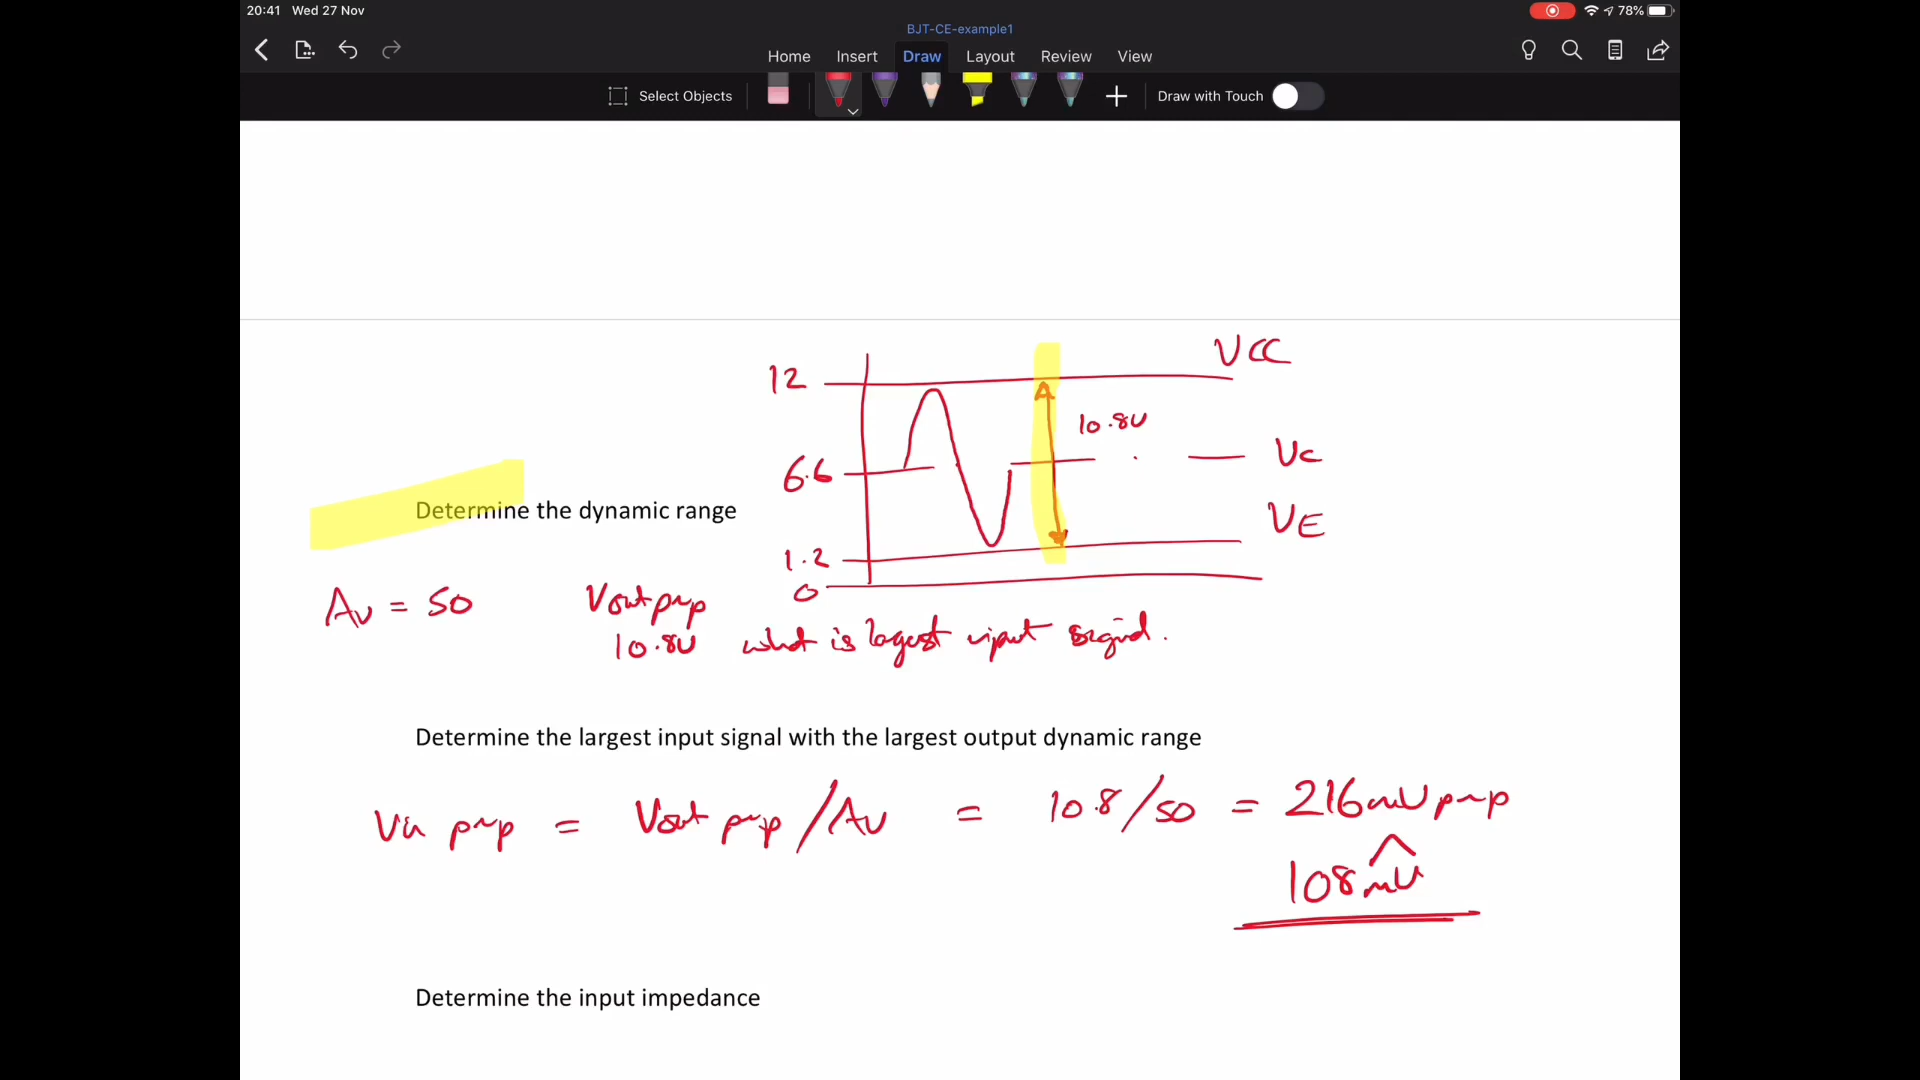 20:41 Wed 27 Nov
78%
BJT-CE-example1
Home Insert Draw Layout Review View
Select Objects
Draw with Touch
VCC
12
10.8V
6.6
VC
Determine the dynamic range
VE
1.2
0
Av = 50
Vout p-p
10.8V
what is largest input signal.
Determine the largest input signal with the largest output dynamic range
Vin p-p = Vout p-p / Av = 10.8/50 = 216mV p-p
108mV
Determine the input impedance